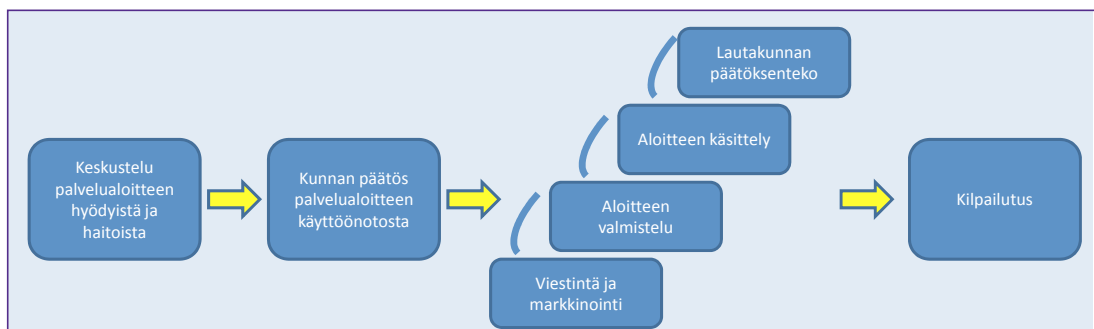 Keskustelu
palvelualoitteen
hyödyistä ja
haitoista
Kunnan päätös
palvelualoitteen
käyttöönotosta
Lautakunnan
päätöksenteko
Aloitteen käsittely
Aloitteen
valmistelu
Viestintä ja
markkinointi
Kilpailutus